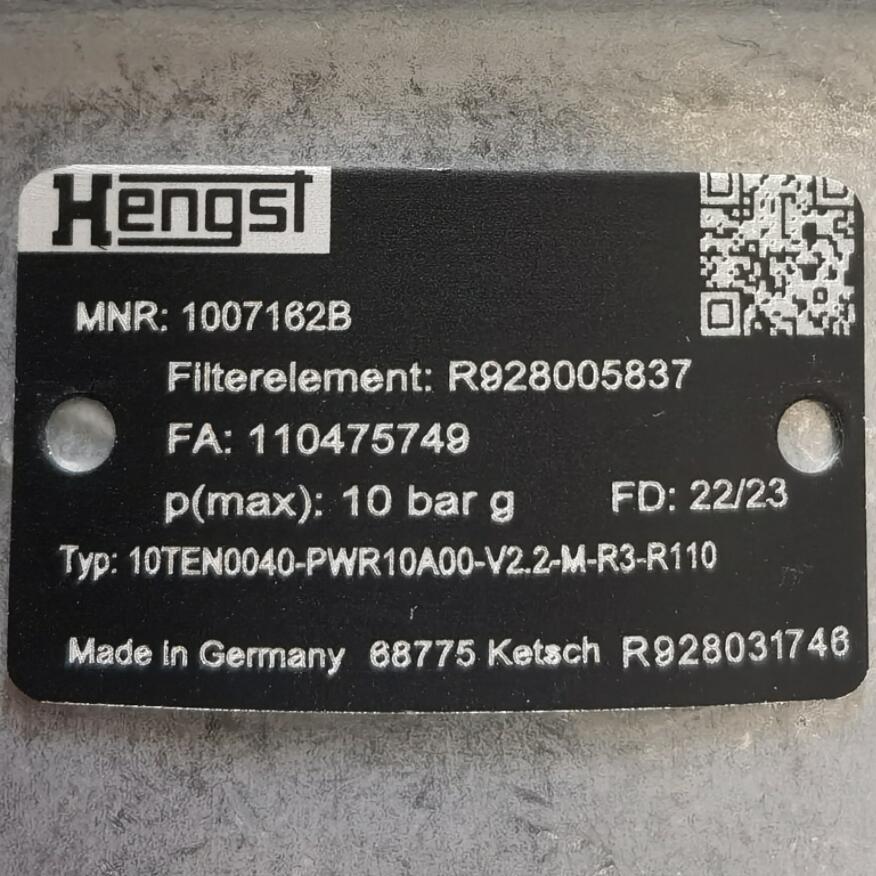 Hengst
MNR: 1007162B
Filterelement: R928005837
FA: 110475749
p(max): 10 bar g FD: 22/23
Typ: 10TEN0040-PWR10A00-V2.2-M-R3-R110
Made in Germany 68775 Ketsch R928031746